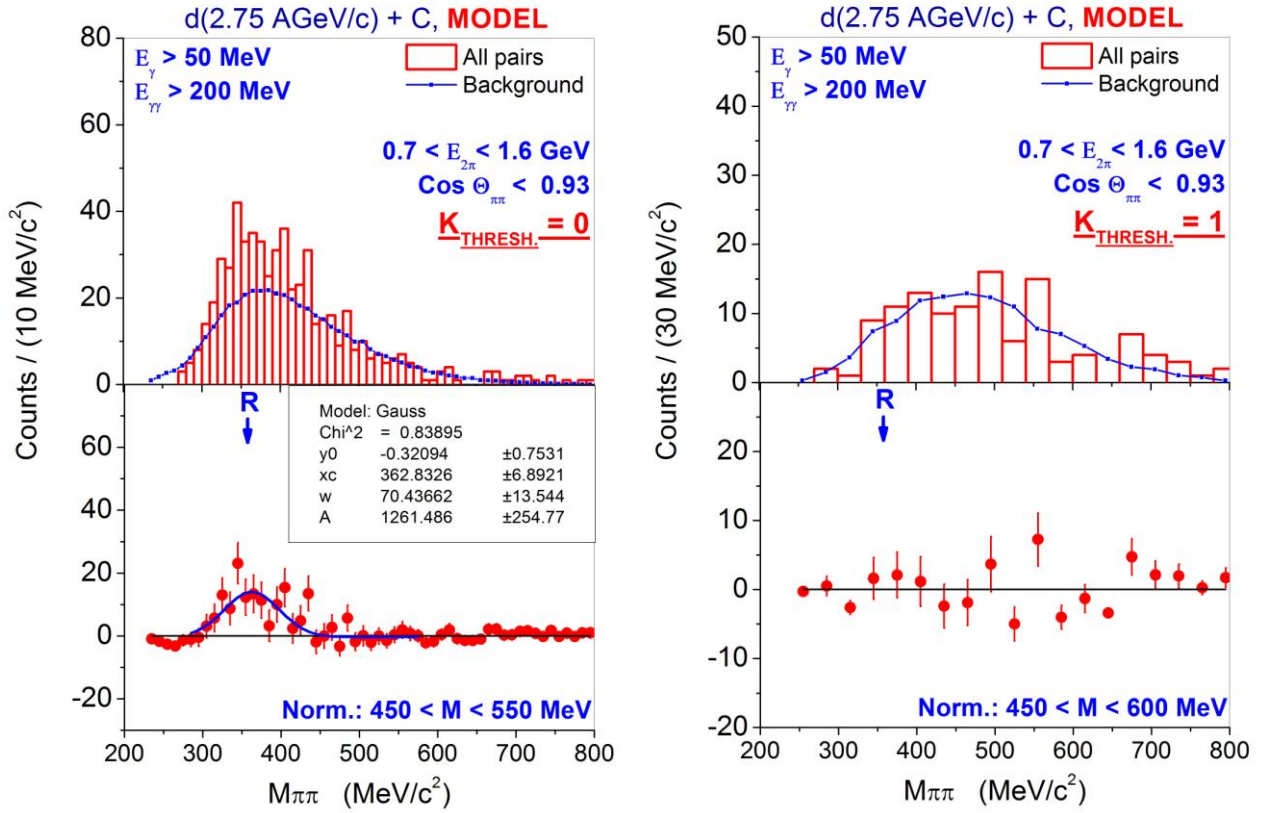 d(2.75 AGeV/c) + C, MODEL
80
60
40
20
0
Eγ > 50 MeV
Eγγ > 200 MeV
All pairs
Background
0.7 < E2π < 1.6 GeV
Cos Θππ < 0.93
KTHRESH. = 0
Counts / (10 MeV/c²)
R
Model: Gauss
Chi^2 = 0.83895
y0 -0.32094 ±0.7531
xc 362.8326 ±6.8921
w 70.43662 ±13.544
A 1261.486 ±254.77
60
40
20
0
-20
Norm.: 450 < M < 550 MeV
200 300 400 500 600 700 800
Mππ (MeV/c²)
d(2.75 AGeV/c) + C, MODEL
50
40
30
20
10
0
Eγ > 50 MeV
Eγγ > 200 MeV
All pairs
Background
0.7 < E2π < 1.6 GeV
Cos Θππ < 0.93
KTHRESH. = 1
Counts / (30 MeV/c²)
R
20
10
0
-10
-20
Norm.: 450 < M < 600 MeV
200 300 400 500 600 700 800
Mππ (MeV/c²)